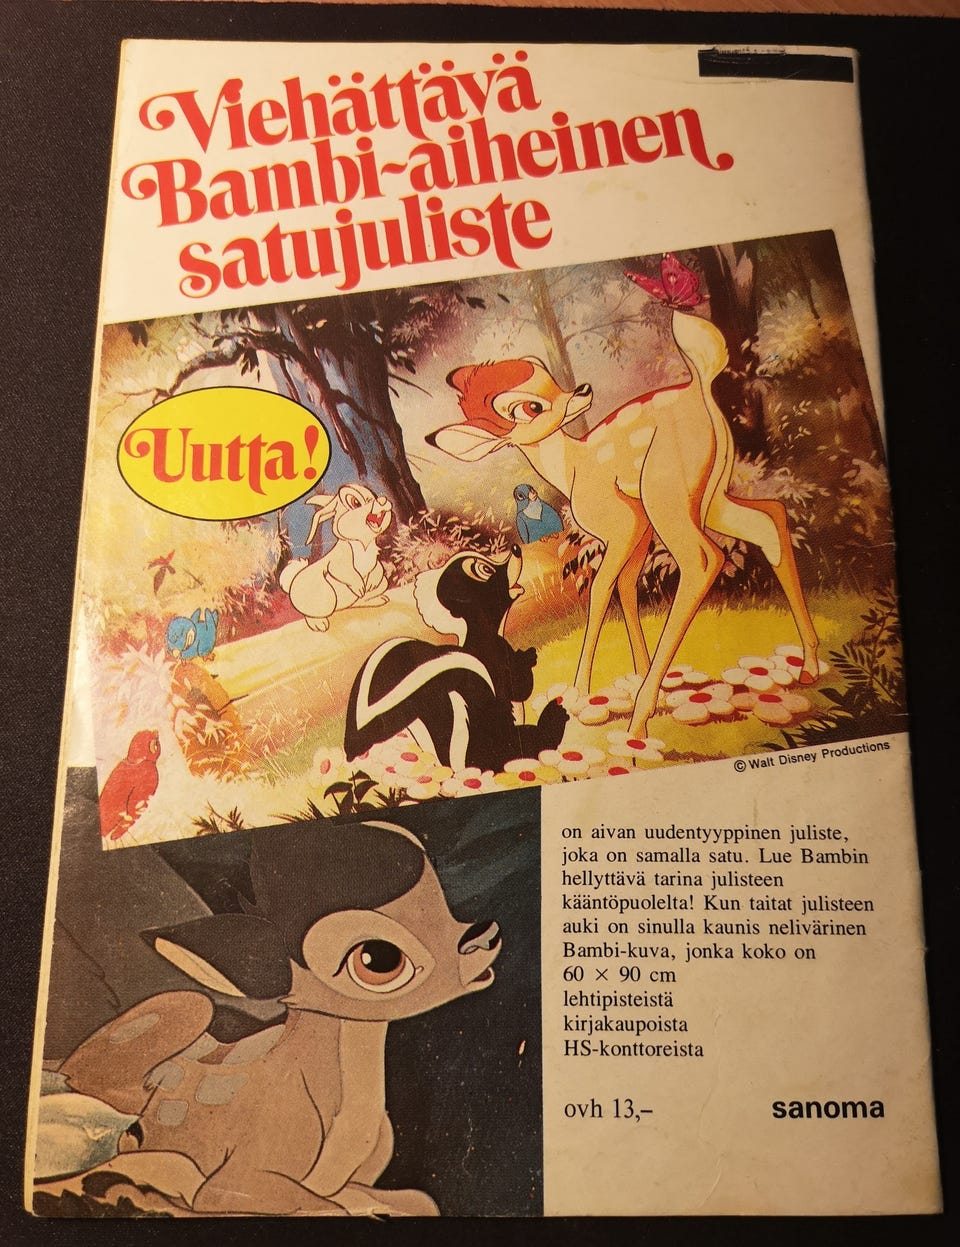 Viehättävä
Bambi-aiheinen
satujuliste
Uutta!
© Walt Disney Productions
on aivan uudentyyppinen juliste,
joka on samalla satu. Lue Bambin
hellyttävä tarina julisteen
kääntöpuolelta! Kun taitat julisteen
auki on sinulla kaunis nelivärinen
Bambi-kuva, jonka koko on
60 × 90 cm
lehtipisteistä
kirjakaupoista
HS-konttoreista
ovh 13,–
sanoma